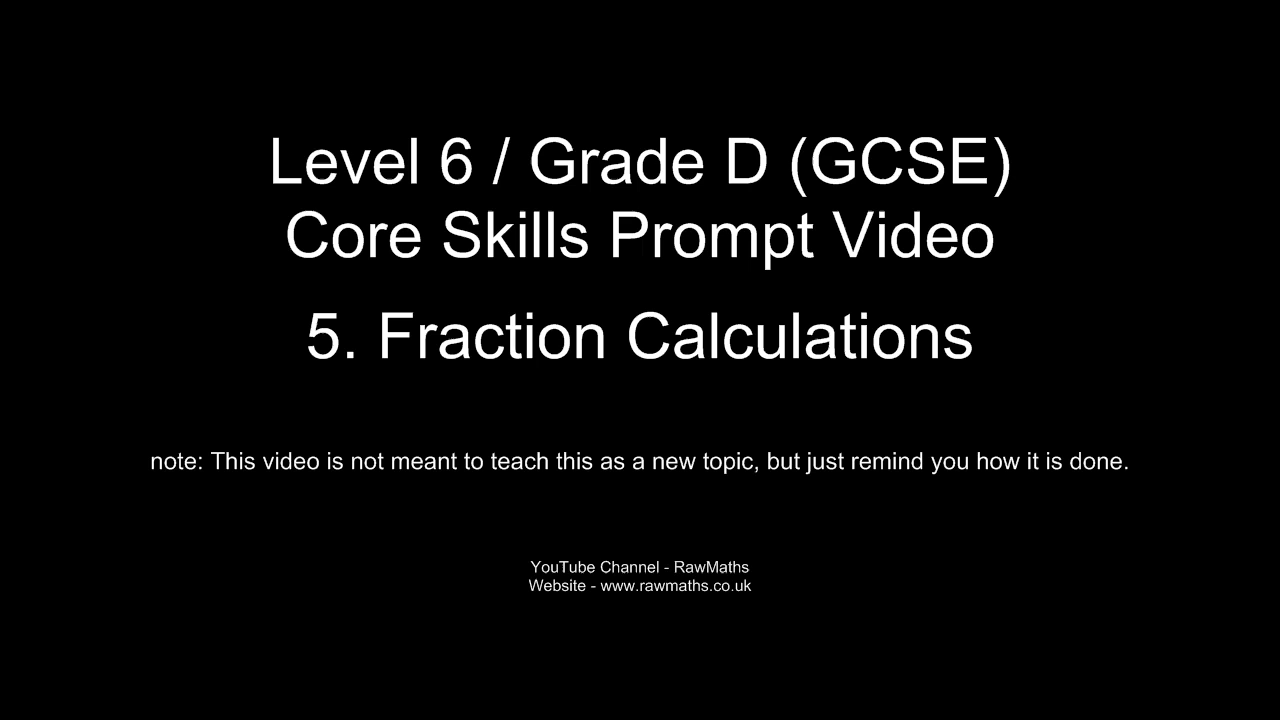 Level 6 / Grade D (GCSE)
Core Skills Prompt Video
5. Fraction Calculations
note: This video is not meant to teach this as a new topic, but just remind you how it is done.
YouTube Channel - RawMaths
Website - www.rawmaths.co.uk